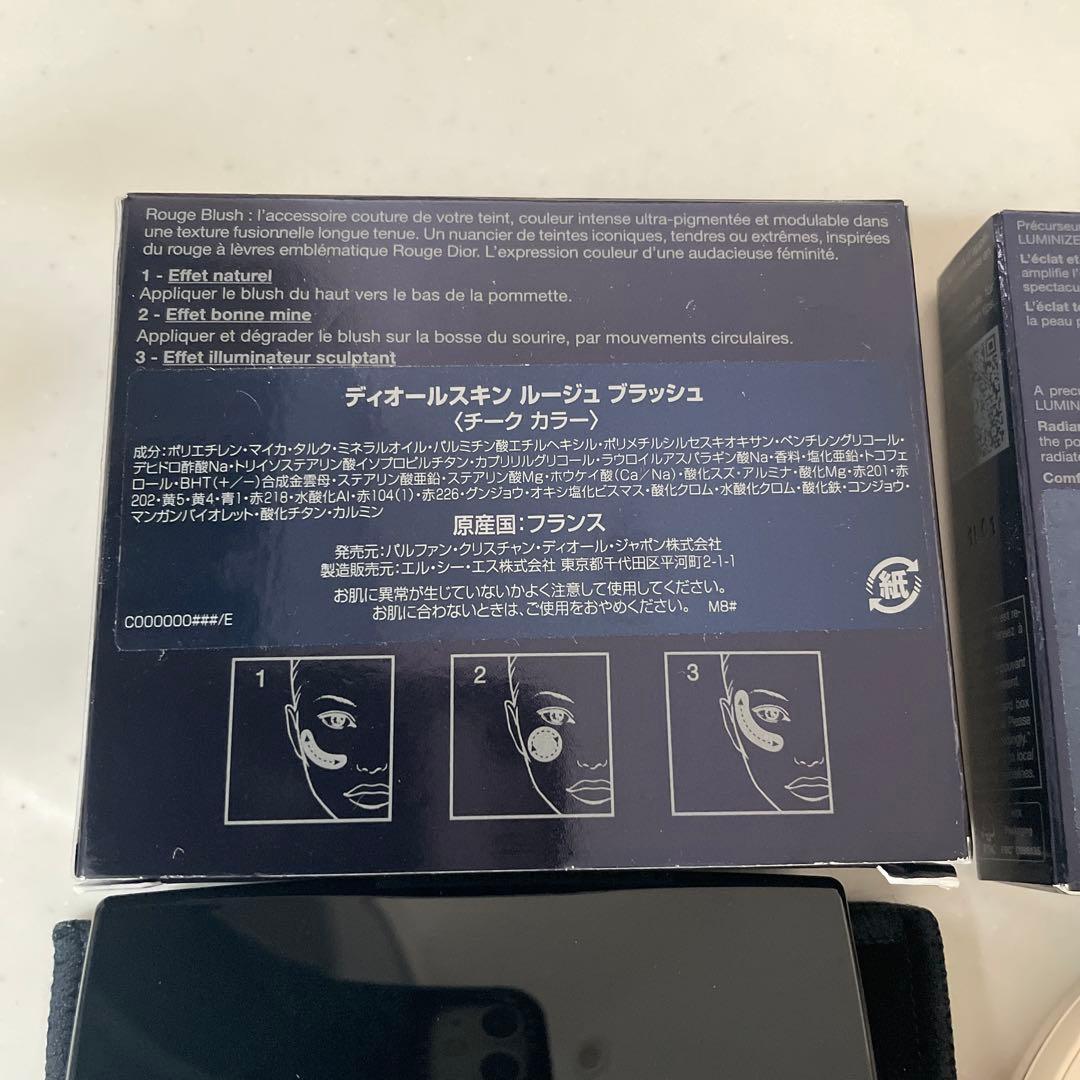 Rouge Blush : l'accessoire couture de votre teint, couleur intense ultra-pigmentée et modulable dans
une texture fusionnelle longue tenue. Un nuancier de teintes iconiques, tendres ou extrêmes, inspirées
du rouge à lèvres emblématique Rouge Dior. L'expression couleur d'une audacieuse féminité.
1 - Effet naturel
Appliquer le blush du haut vers le bas de la pommette.
2 - Effet bonne mine
Appliquer et dégrader le blush sur la bosse du sourire, par mouvements circulaires.
3 - Effet illuminateur sculptant
ディオールスキン ルージュ ブラッシュ
〈チーク カラー〉
成分:ポリエチレン・マイカ・タルク・ミネラルオイル・パルミチン酸エチルヘキシル・ポリメチルシルセスキオキサン・ペンチレングリコール・
デヒドロ酢酸Na・トリイソステアリン酸イソプロピルチタン・カプリリルグリコール・ラウロイルアスパラギン酸Na・香料・塩化亜鉛・トコフェ
ロール・BHT(+/−)合成金雲母・ステアリン酸亜鉛・ステアリン酸Mg・ホウケイ酸(Ca/Na)・酸化スズ・アルミナ・酸化Mg・赤201・赤
202・黄5・黄4・青1・赤218・水酸化Al・赤104(1)・赤226・グンジョウ・オキシ塩化ビスマス・酸化クロム・水酸化クロム・酸化鉄・コンジョウ・
マンガンバイオレット・酸化チタン・カルミン
原産国:フランス
発売元:パルファン・クリスチャン・ディオール・ジャポン株式会社
製造販売元:エル・シー・エス株式会社 東京都千代田区平河町2-1-1
お肌に異常が生じていないかよく注意して使用してください。
お肌に合わないときは、ご使用をおやめください。 M8#
C000000###/E
紙
1
2
3
Précurseur
LUMINIZE
L'éclat et
amplifie l'
spectacu
L'éclat t
la peau p
A precu
LUMIN
Radian
the po
radiate
Comf